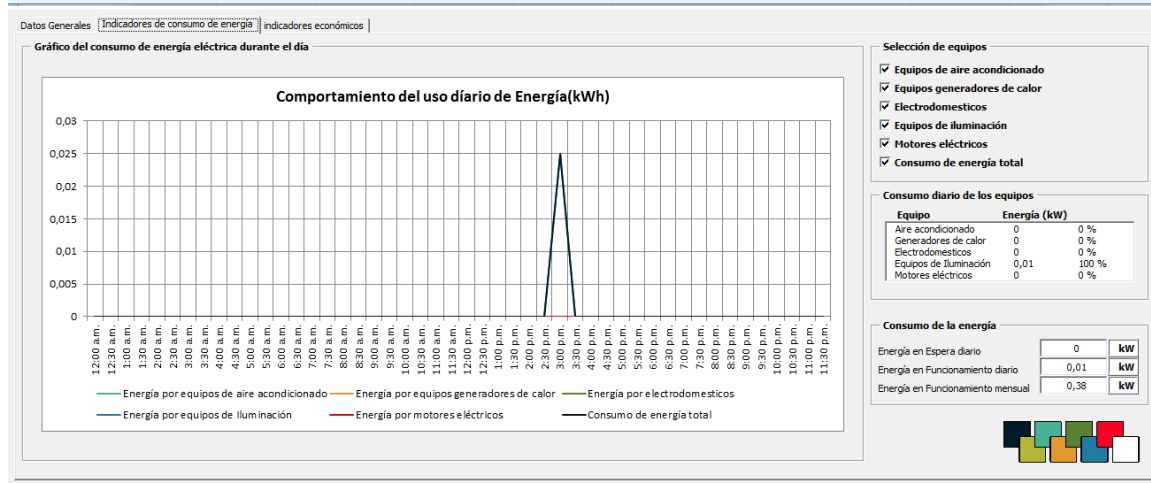 Datos Generales Indicadores de consumo de energía indicadores económicos
Gráfico del consumo de energía eléctrica durante el día
Comportamiento del uso díario de Energía(kWh)
0,03
0,025
0,02
0,015
0,01
0,005
0
12:00 a.m.
12:30 a.m.
1:00 a.m.
1:30 a.m.
2:00 a.m.
2:30 a.m.
3:00 a.m.
3:30 a.m.
4:00 a.m.
4:30 a.m.
5:00 a.m.
5:30 a.m.
6:00 a.m.
6:30 a.m.
7:00 a.m.
7:30 a.m.
8:00 a.m.
8:30 a.m.
9:00 a.m.
9:30 a.m.
10:00 a.m.
10:30 a.m.
11:00 a.m.
11:30 a.m.
12:00 p.m.
12:30 p.m.
1:00 p.m.
1:30 p.m.
2:00 p.m.
2:30 p.m.
3:00 p.m.
3:30 p.m.
4:00 p.m.
4:30 p.m.
5:00 p.m.
5:30 p.m.
6:00 p.m.
6:30 p.m.
7:00 p.m.
7:30 p.m.
8:00 p.m.
8:30 p.m.
9:00 p.m.
9:30 p.m.
10:00 p.m.
10:30 p.m.
11:00 p.m.
11:30 p.m.
Energía por equipos de aire acondicionado Energía por equipos generadores de calor Energía por electrodomesticos
Energía por equipos de Iluminación Energía por motores eléctricos Consumo de energía total
Selección de equipos
Equipos de aire acondicionado
Equipos generadores de calor
Electrodomesticos
Equipos de iluminación
Motores eléctricos
Consumo de energía total
Consumo diario de los equipos
Equipo Energía (kW)
Aire acondicionado 0 0 %
Generadores de calor 0 0 %
Electrodomesticos 0 0 %
Equipos de Iluminación 0,01 100 %
Motores eléctricos 0 0 %
Consumo de la energía
Energía en Espera diario 0 kW
Energía en Funcionamiento diario 0,01 kW
Energía en Funcionamiento mensual 0,38 kW